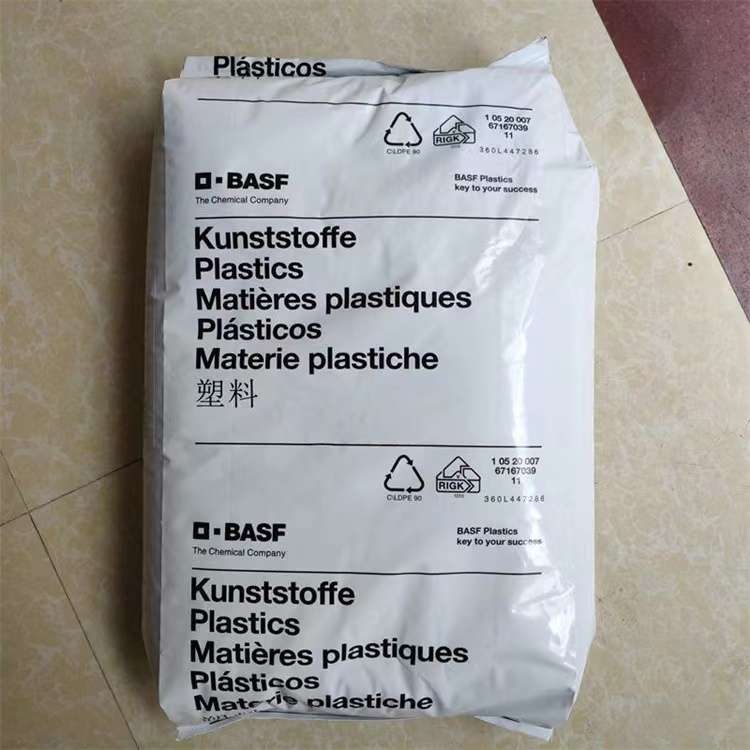 Plásticos
1 05 20 007
67167039
11
C\LDPE 90
RIGK
360L447286
BASF
The Chemical Company
BASF Plastics
key to your success
Kunststoffe
Plastics
Matières plastiques
Plásticos
Materie plastiche
塑料
1 05 20 007
67167039
11
C\LDPE 90
RIGK
360L447286
BASF
The Chemical Company
BASF Plastics
key to your success
Kunststoffe
Plastics
Matières plastiques
Plásticos
Materie plastiche